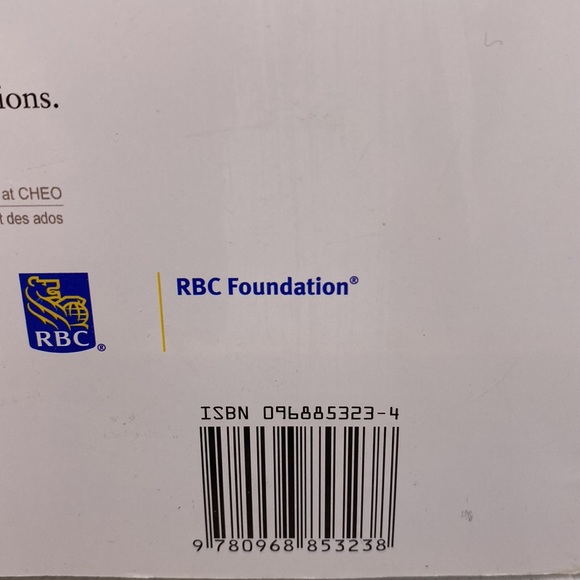 ions.
at CHEO
t des ados
RBC Foundation®
RBC®
ISBN 096885323-4
9 780968 853238